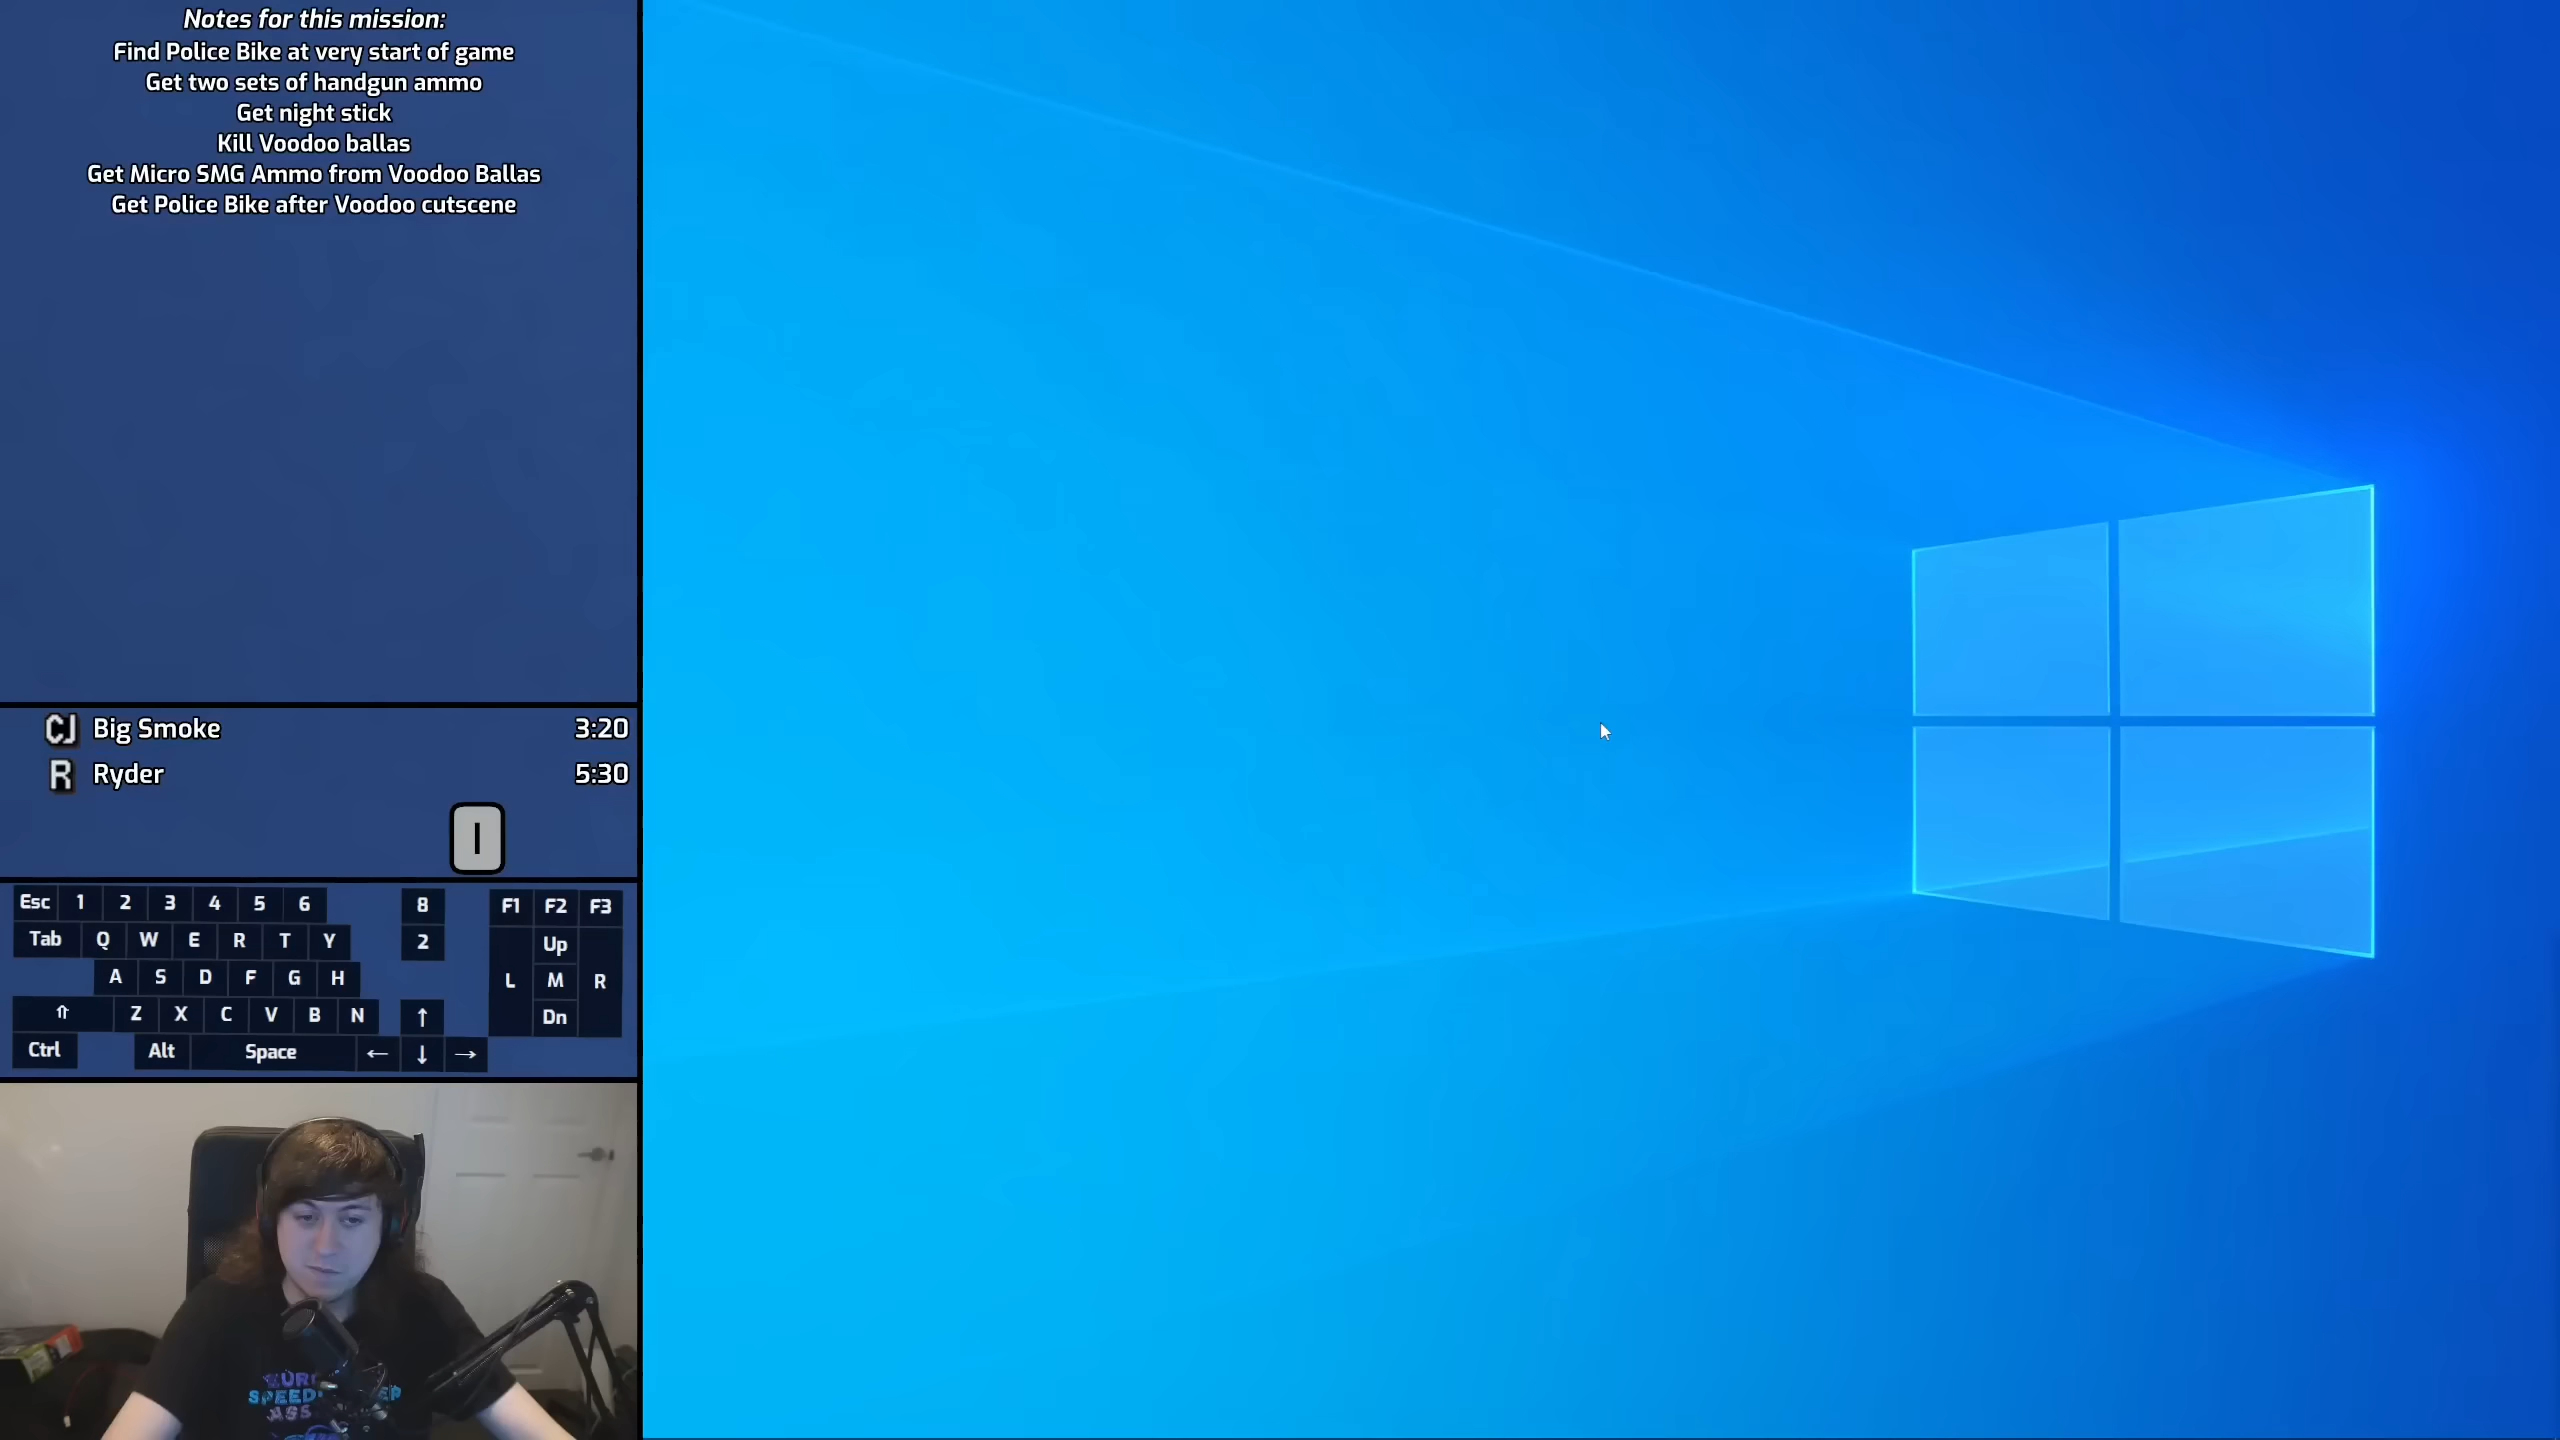 Notes for this mission:
Find Police Bike at very start of game
Get two sets of handgun ammo
Get night stick
Kill Voodoo ballas
Get Micro SMG Ammo from Voodoo Ballas
Get Police Bike after Voodoo cutscene
CJ Big Smoke 3:20
R Ryder 5:30
Esc 1 2 3 4 5 6 8 F1 F2 F3
Tab Q W E R T Y 2 Up
A S D F G H L M R
⇧ Z X C V B N ↑ Dn
Ctrl Alt Space ← ↓ →